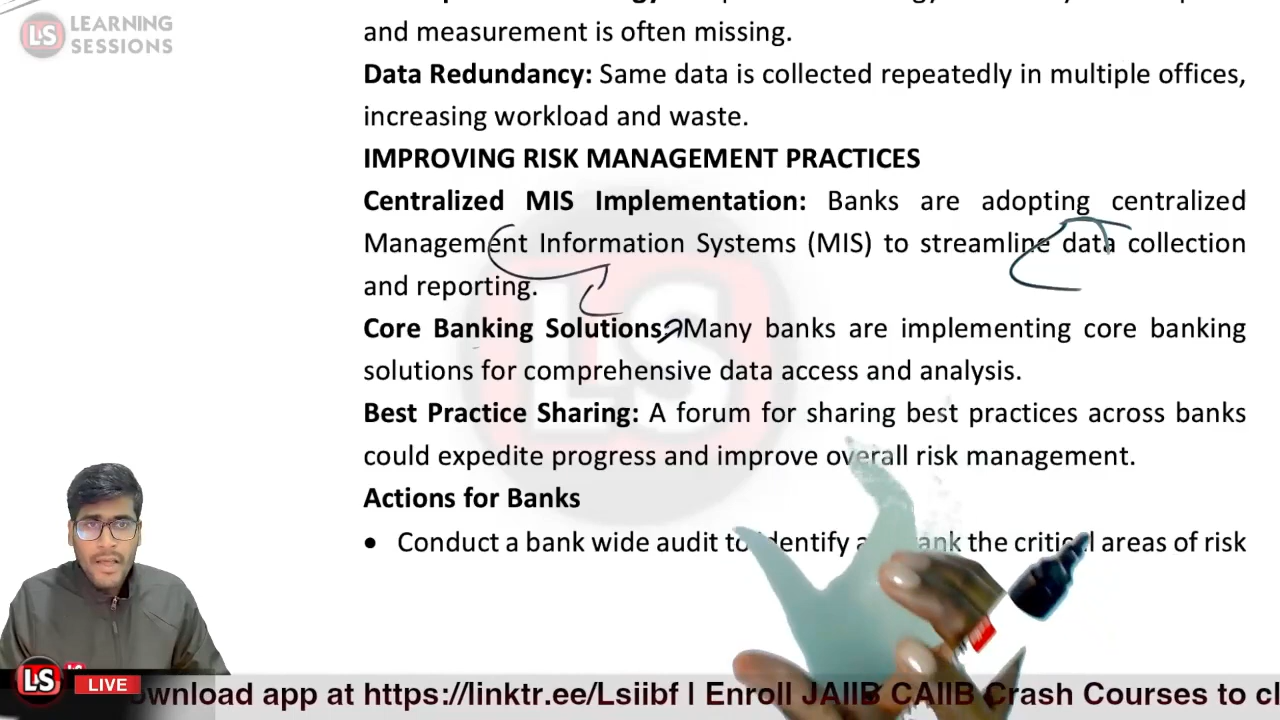 LS LEARNING
SESSIONS
and measurement is often missing.
Data Redundancy: Same data is collected repeatedly in multiple offices,
increasing workload and waste.
IMPROVING RISK MANAGEMENT PRACTICES
Centralized MIS Implementation: Banks are adopting centralized
Management Information Systems (MIS) to streamline data collection
and reporting.
Core Banking Solutions: Many banks are implementing core banking
solutions for comprehensive data access and analysis.
Best Practice Sharing: A forum for sharing best practices across banks
could expedite progress and improve overall risk management.
Actions for Banks
• Conduct a bank wide audit to identify the critical areas of risk
LS LIVE ownload app at https://linktr.ee/Lsiibf | Enroll JAIIB CAIIB Crash Courses to cl